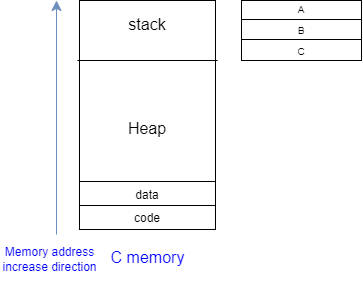 stack
A
B
C
Heap
data
code
Memory address
increase direction
C memory